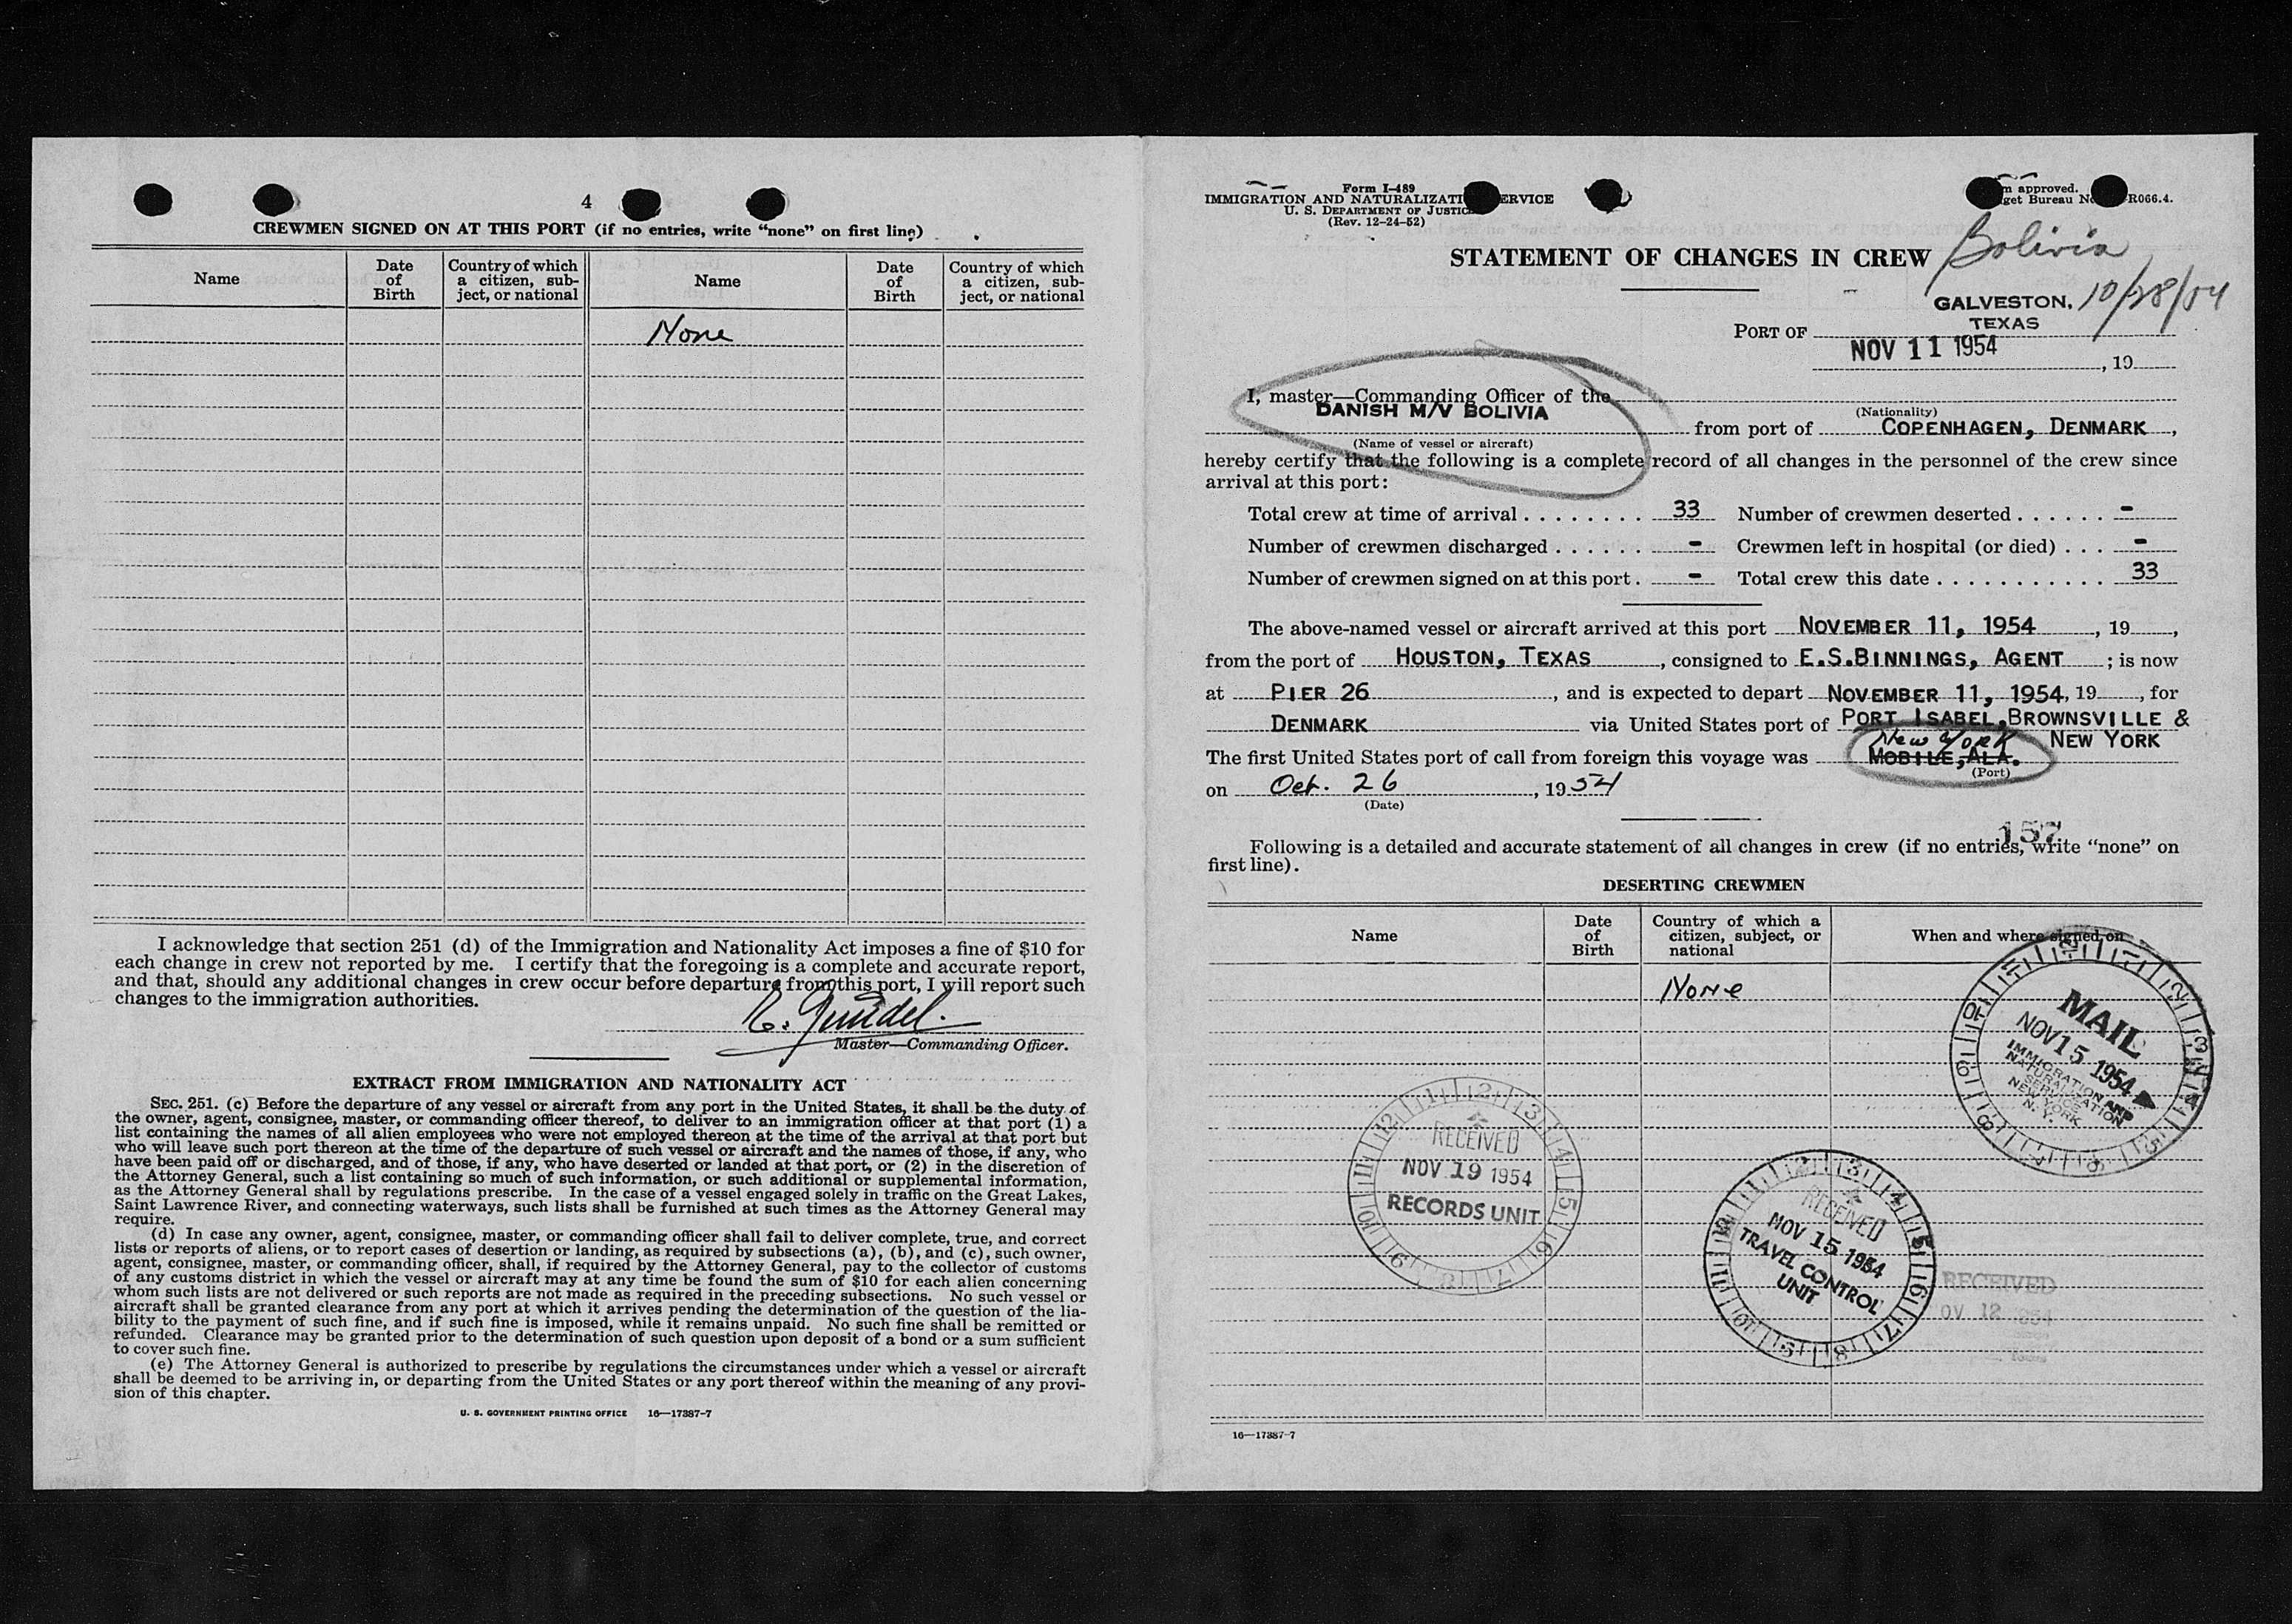 4
CREWMEN SIGNED ON AT THIS PORT (if no entries, write “none” on first line)
Name
Date of Birth
Country of which a citizen, subject, or national
Name
Date of Birth
Country of which a citizen, subject, or national
None
I acknowledge that section 251 (d) of the Immigration and Nationality Act imposes a fine of $10 for
each change in crew not reported by me. I certify that the foregoing is a complete and accurate report,
and that, should any additional changes in crew occur before departure from this port, I will report such
changes to the immigration authorities.
Master—Commanding Officer.
EXTRACT FROM IMMIGRATION AND NATIONALITY ACT
SEC. 251. (c) Before the departure of any vessel or aircraft from any port in the United States, it shall be the duty of
the owner, agent, consignee, master, or commanding officer thereof, to deliver to an immigration officer at that port (1) a
list containing the names of all alien employees who were not employed thereon at the time of the arrival at that port but
who will leave such port thereon at the time of the departure of such vessel or aircraft and the names of those, if any, who
have been paid off or discharged, and of those, if any, who have deserted or landed at that port, or (2) in the discretion of
the Attorney General, such a list containing so much of such information, or such additional or supplemental information,
as the Attorney General shall by regulations prescribe. In the case of a vessel engaged solely in traffic on the Great Lakes,
Saint Lawrence River, and connecting waterways, such lists shall be furnished at such times as the Attorney General may
require.
(d) In case any owner, agent, consignee, master, or commanding officer shall fail to deliver complete, true, and correct
lists or reports of aliens, or to report cases of desertion or landing, as required by subsections (a), (b), and (c), such owner,
agent, consignee, master, or commanding officer, shall, if required by the Attorney General, pay to the collector of customs
of any customs district in which the vessel or aircraft may at any time be found the sum of $10 for each alien concerning
whom such lists are not delivered or such reports are not made as required in the preceding subsections. No such vessel or
aircraft shall be granted clearance from any port at which it arrives pending the determination of the question of the lia-
bility to the payment of such fine, and if such fine is imposed, while it remains unpaid. No such fine shall be remitted or
refunded. Clearance may be granted prior to the determination of such question upon deposit of a bond or a sum sufficient
to cover such fine.
(e) The Attorney General is authorized to prescribe by regulations the circumstances under which a vessel or aircraft
shall be deemed to be arriving in, or departing from the United States or any port thereof within the meaning of any provi-
sion of this chapter.
U. S. GOVERNMENT PRINTING OFFICE 16—17387-7
Form I-489
IMMIGRATION AND NATURALIZATI ERVICE
U. S. DEPARTMENT OF JUSTIC
(Rev. 12-24-52)
m approved.
get Bureau N R066.4.
STATEMENT OF CHANGES IN CREW
Bolivia
10/28/54
GALVESTON, TEXAS
PORT OF
NOV 11 1954
, 19
I, master—Commanding Officer of the
(Nationality)
DANISH M/V BOLIVIA from port of COPENHAGEN, DENMARK ,
(Name of vessel or aircraft)
hereby certify that the following is a complete record of all changes in the personnel of the crew since
arrival at this port:
Total crew at time of arrival ........ 33 Number of crewmen deserted ...... -
Number of crewmen discharged ...... - Crewmen left in hospital (or died) ... -
Number of crewmen signed on at this port . - Total crew this date ........... 33
The above-named vessel or aircraft arrived at this port NOVEMBER 11, 1954 , 19 ,
from the port of HOUSTON, TEXAS , consigned to E.S.BINNINGS, AGENT ; is now
at PIER 26 , and is expected to depart NOVEMBER 11, 1954, 19 , for
DENMARK via United States port of PORT ISABEL, BROWNSVILLE &
NEW YORK
New York
The first United States port of call from foreign this voyage was MOBILE, ALA.
(Port)
on Oct. 26 , 1954
(Date)
157
Following is a detailed and accurate statement of all changes in crew (if no entries, write “none” on
first line).
DESERTING CREWMEN
Name
Date of Birth
Country of which a citizen, subject, or national
When and where signed on
None
MAIL
NOV 15 1954
IMMIGRATION AND
NATURALIZATION
SERVICE
NEW YORK
N. Y.
RECEIVED
NOV 19 1954
RECORDS UNIT
RECEIVED
NOV 15 1954
TRAVEL CONTROL
UNIT
RECEIVED
OV 12 1954
16—17387-7